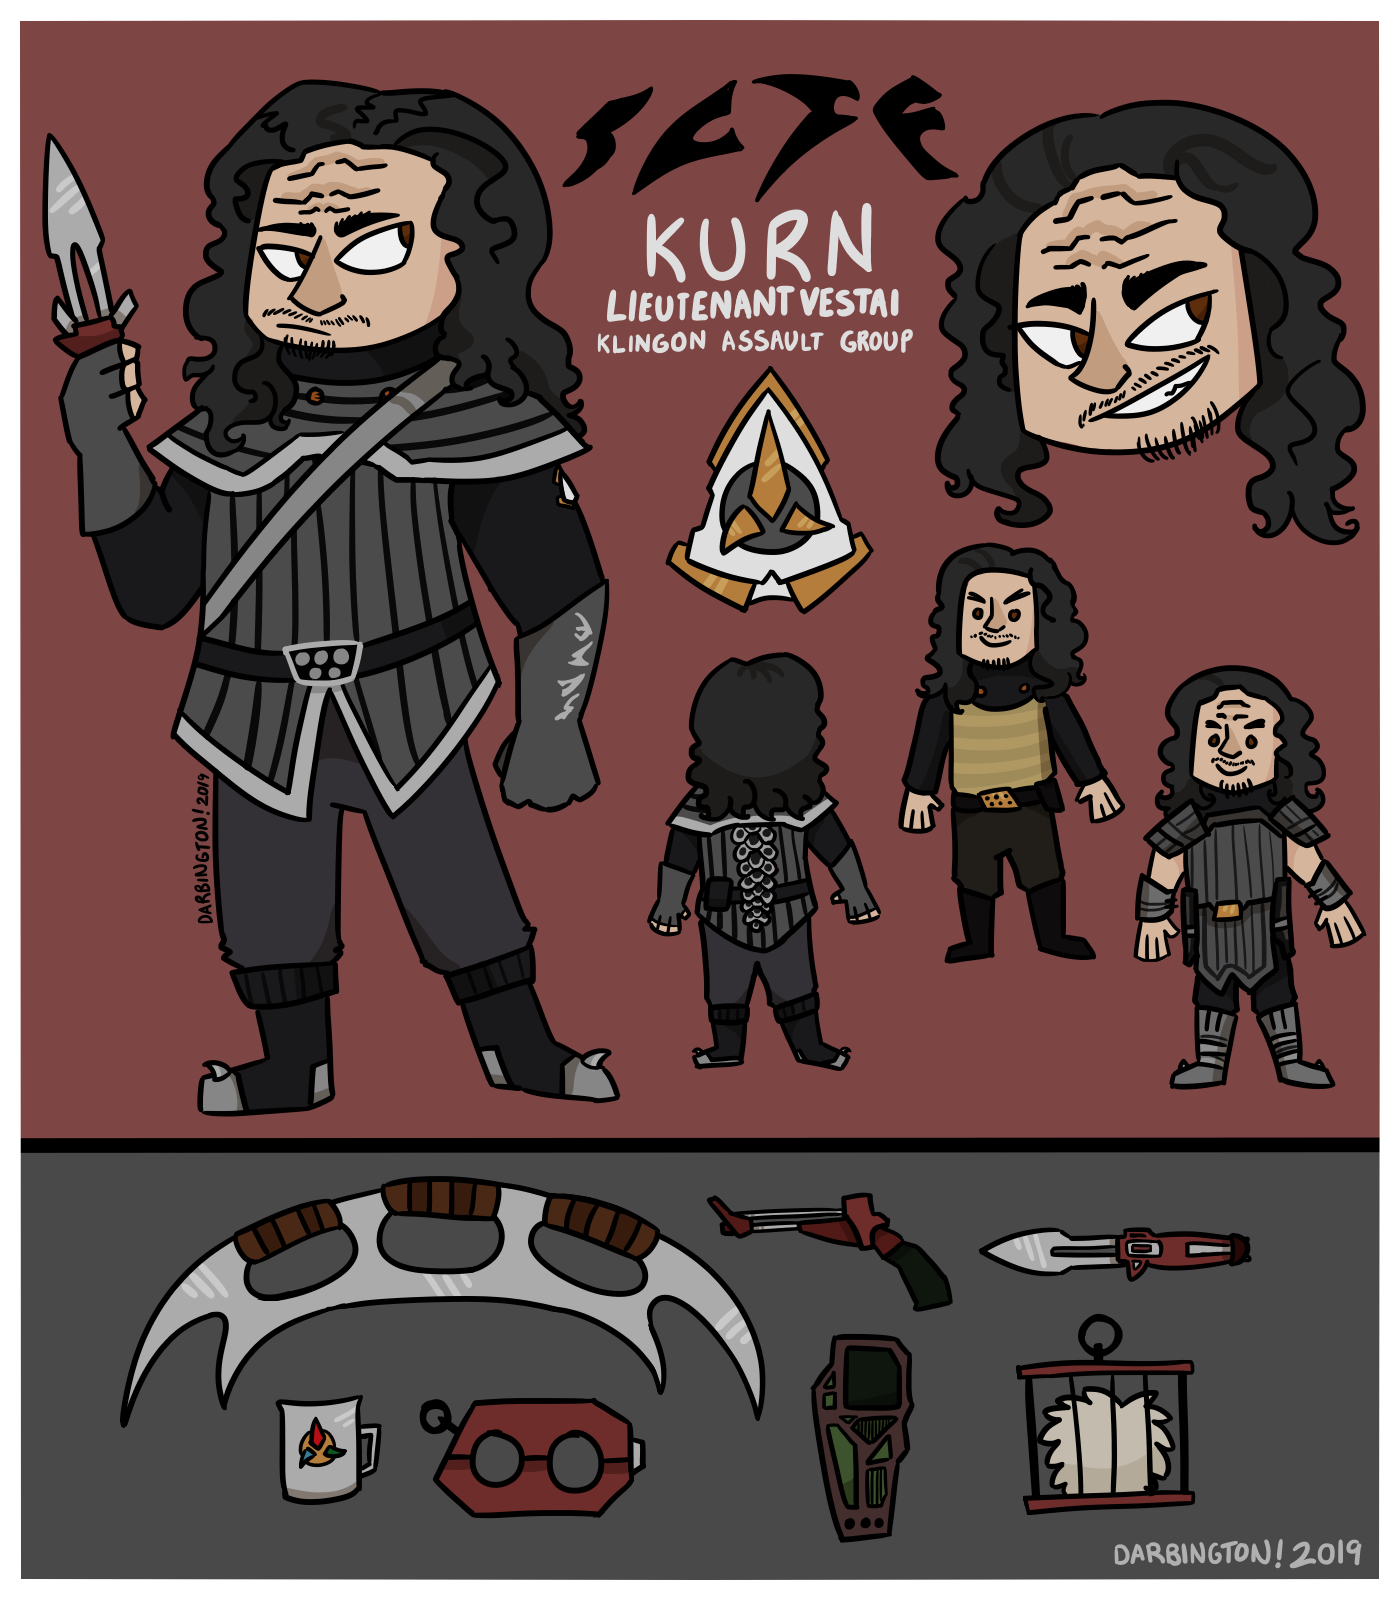 KURN
LIEUTENANT VESTAI
KLINGON ASSAULT GROUP
DARBINGTON! 2019
DARBINGTON! 2019